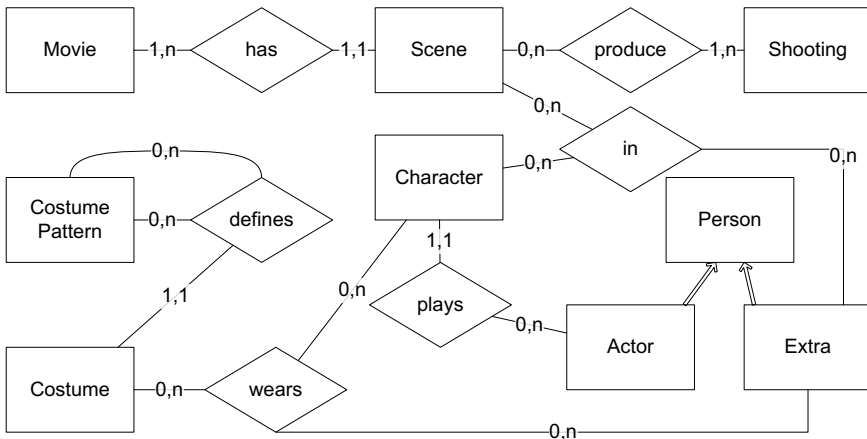 Movie 1,n has 1,1 Scene 0,n produce 1,n Shooting
0,n
0,n
Character 0,n in 0,n
Costume
Pattern 0,n defines
Person
1,1
0,n
1,1
plays 0,n Actor Extra
Costume 0,n wears
0,n